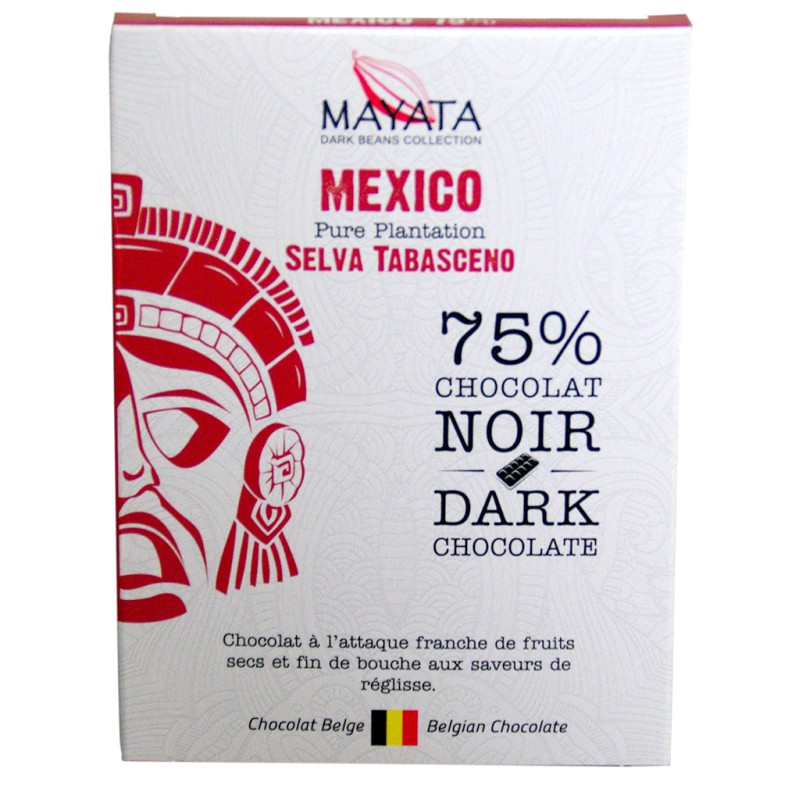 MEXICO 75%
MAYATA
DARK BEANS COLLECTION
MEXICO
Pure Plantation
SELVA TABASCENO
75%
CHOCOLAT
NOIR
DARK
CHOCOLATE
Chocolat à l'attaque franche de fruits
secs et fin de bouche aux saveurs de
réglisse.
Chocolat Belge Belgian Chocolate